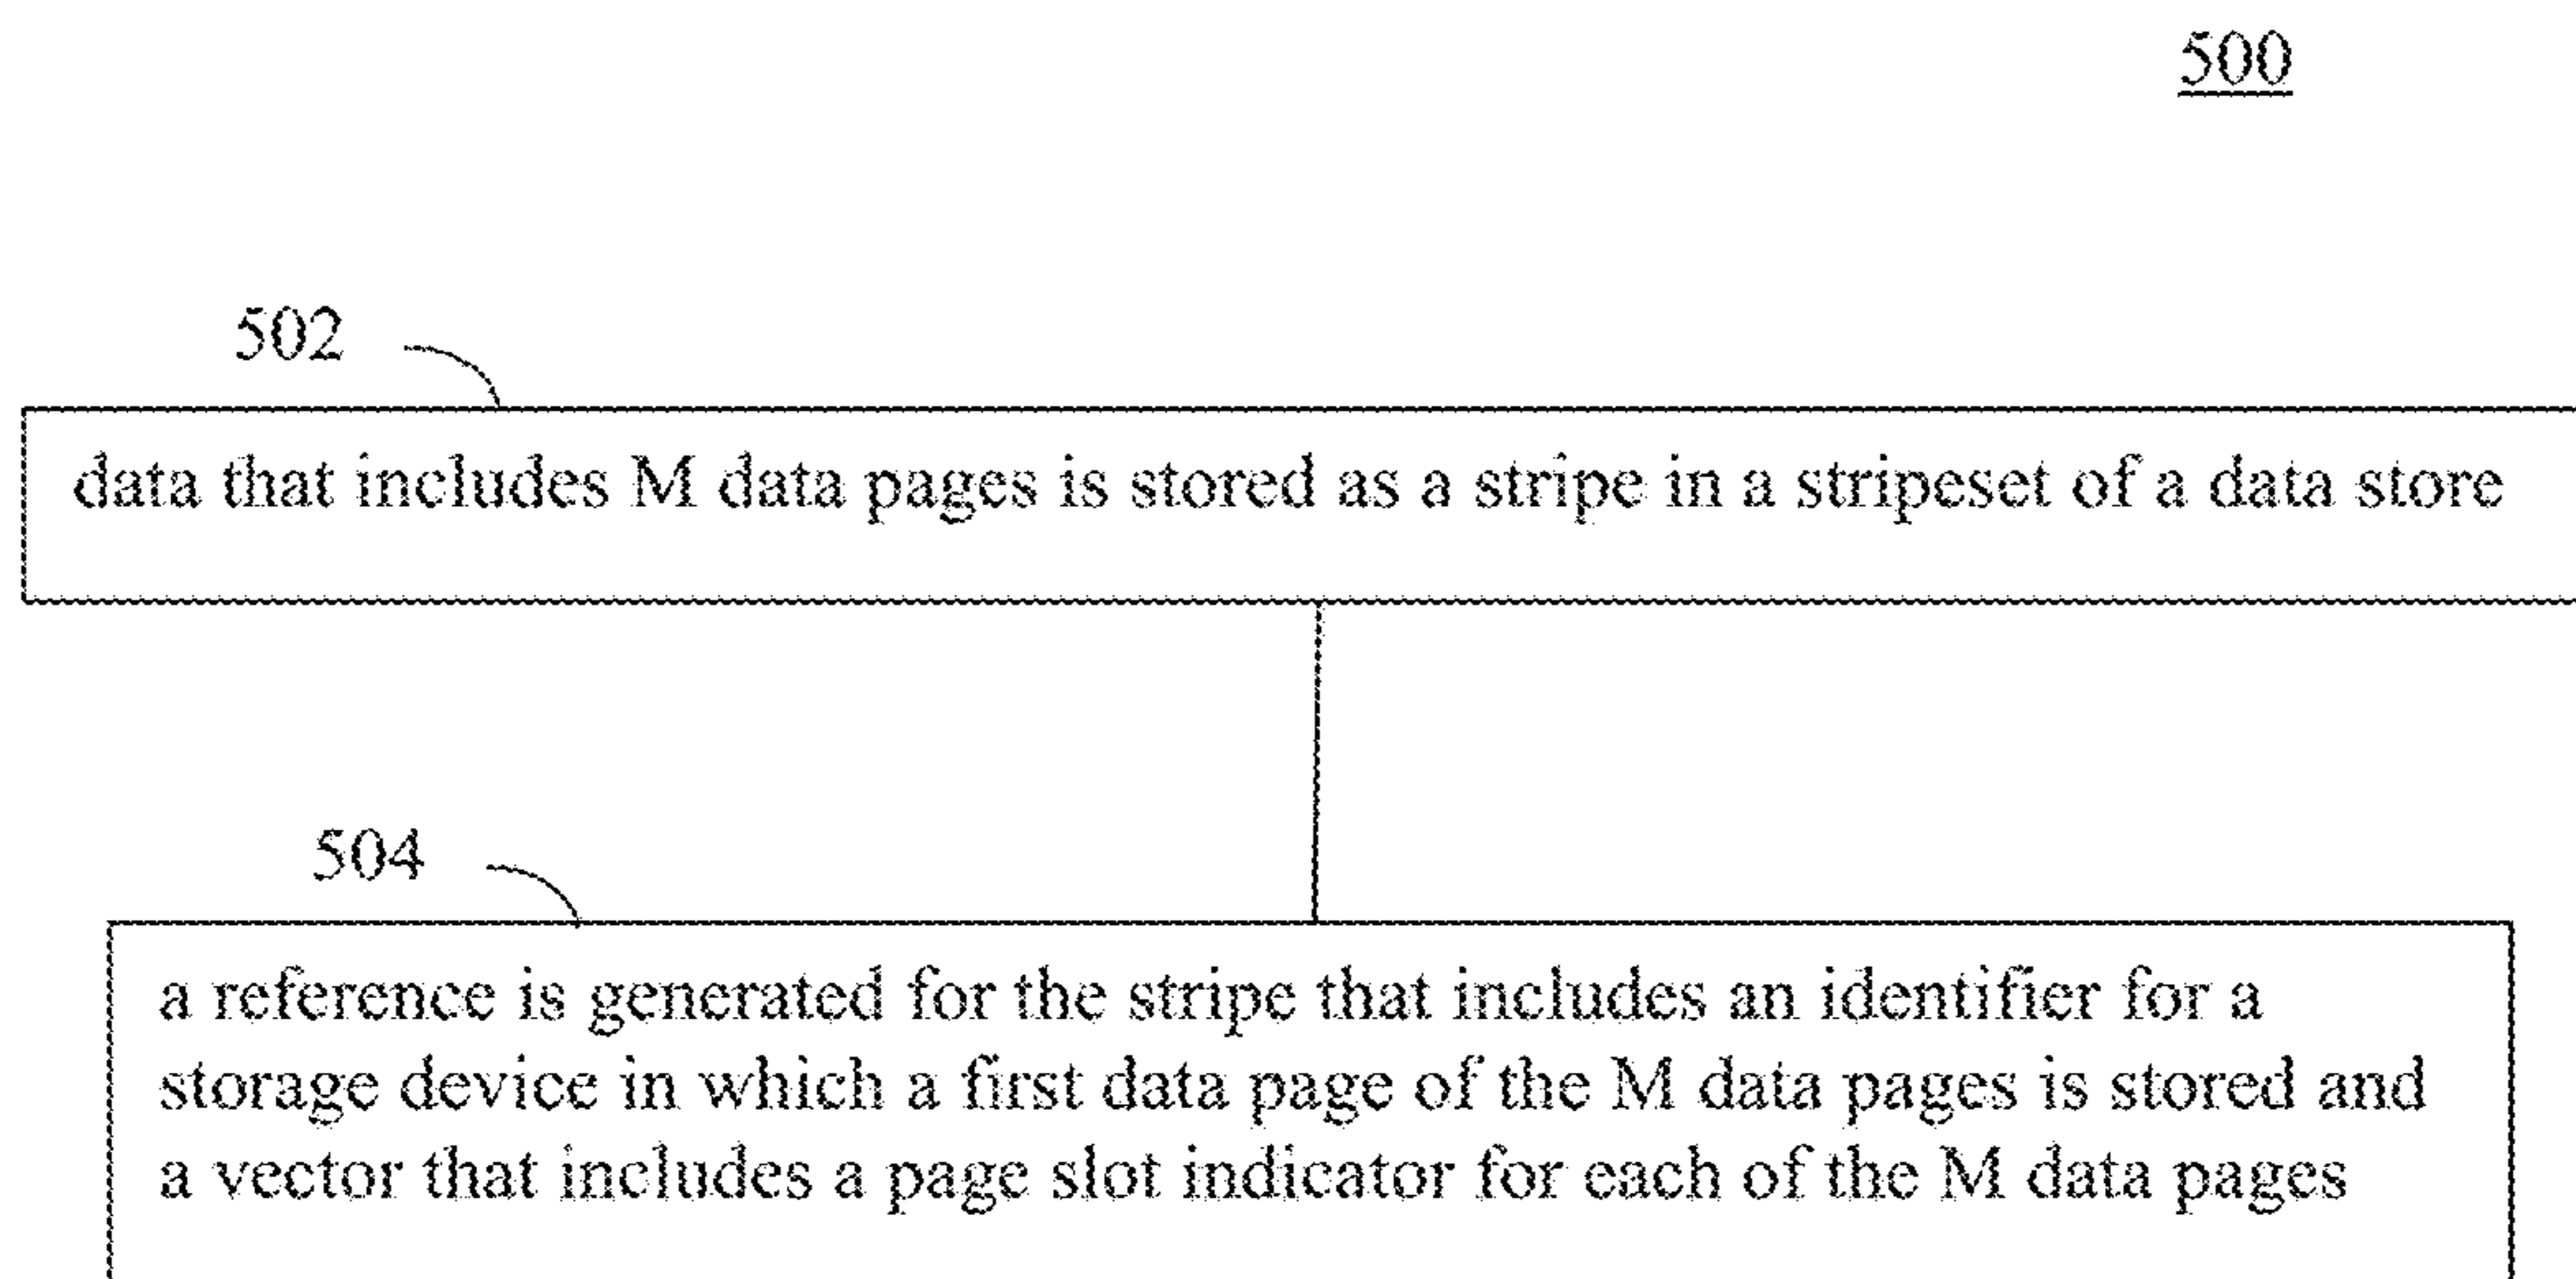 500
502
data that includes M data pages is stored as a stripe in a stripeset of a data store
504
a reference is generated for the stripe that includes an identifier for a
storage device in which a first data page of the M data pages is stored and
a vector that includes a page slot indicator for each of the M data pages